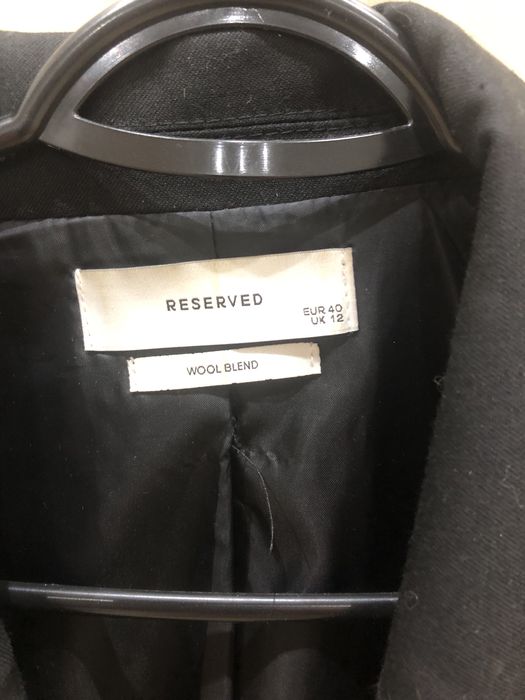 RESERVED
EUR 40
UK 12
WOOL BLEND